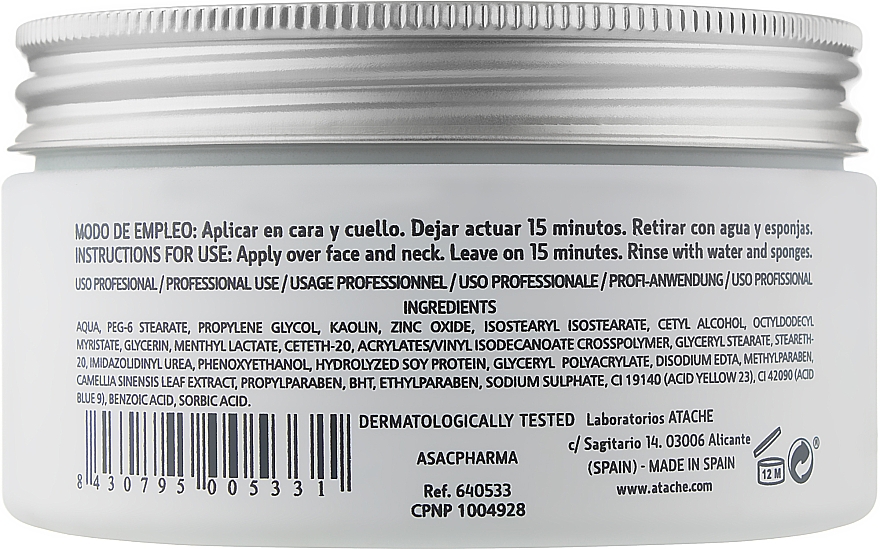 MODO DE EMPLEO: Aplicar en cara y cuello. Dejar actuar 15 minutos. Retirar con agua y esponjas.
INSTRUCTIONS FOR USE: Apply over face and neck. Leave on 15 minutes. Rinse with water and sponges.
USO PROFESIONAL / PROFESSIONAL USE / USAGE PROFESSIONNEL / USO PROFESSIONALE / PROFI-ANWENDUNG / USO PROFISSIONAL
INGREDIENTS
AQUA, PEG-6 STEARATE, PROPYLENE GLYCOL, KAOLIN, ZINC OXIDE, ISOSTEARYL ISOSTEARATE, CETYL ALCOHOL, OCTYLDODECYL
MYRISTATE, GLYCERIN, MENTHYL LACTATE, CETETH-20, ACRYLATES/VINYL ISODECANOATE CROSSPOLYMER, GLYCERYL STEARATE, STEARETH-
20, IMIDAZOLIDINYL UREA, PHENOXYETHANOL, HYDROLYZED SOY PROTEIN, GLYCERYL POLYACRYLATE, DISODIUM EDTA, METHYLPARABEN,
CAMELLIA SINENSIS LEAF EXTRACT, PROPYLPARABEN, BHT, ETHYLPARABEN, SODIUM SULPHATE, CI 19140 (ACID YELLOW 23), CI 42090 (ACID
BLUE 9), BENZOIC ACID, SORBIC ACID.
8 430795 005331
DERMATOLOGICALLY TESTED
ASACPHARMA
Ref. 640533
CPNP 1004928
Laboratorios ATACHE
c/ Sagitario 14. 03006 Alicante
(SPAIN) - MADE IN SPAIN
www.atache.com
12 M
®